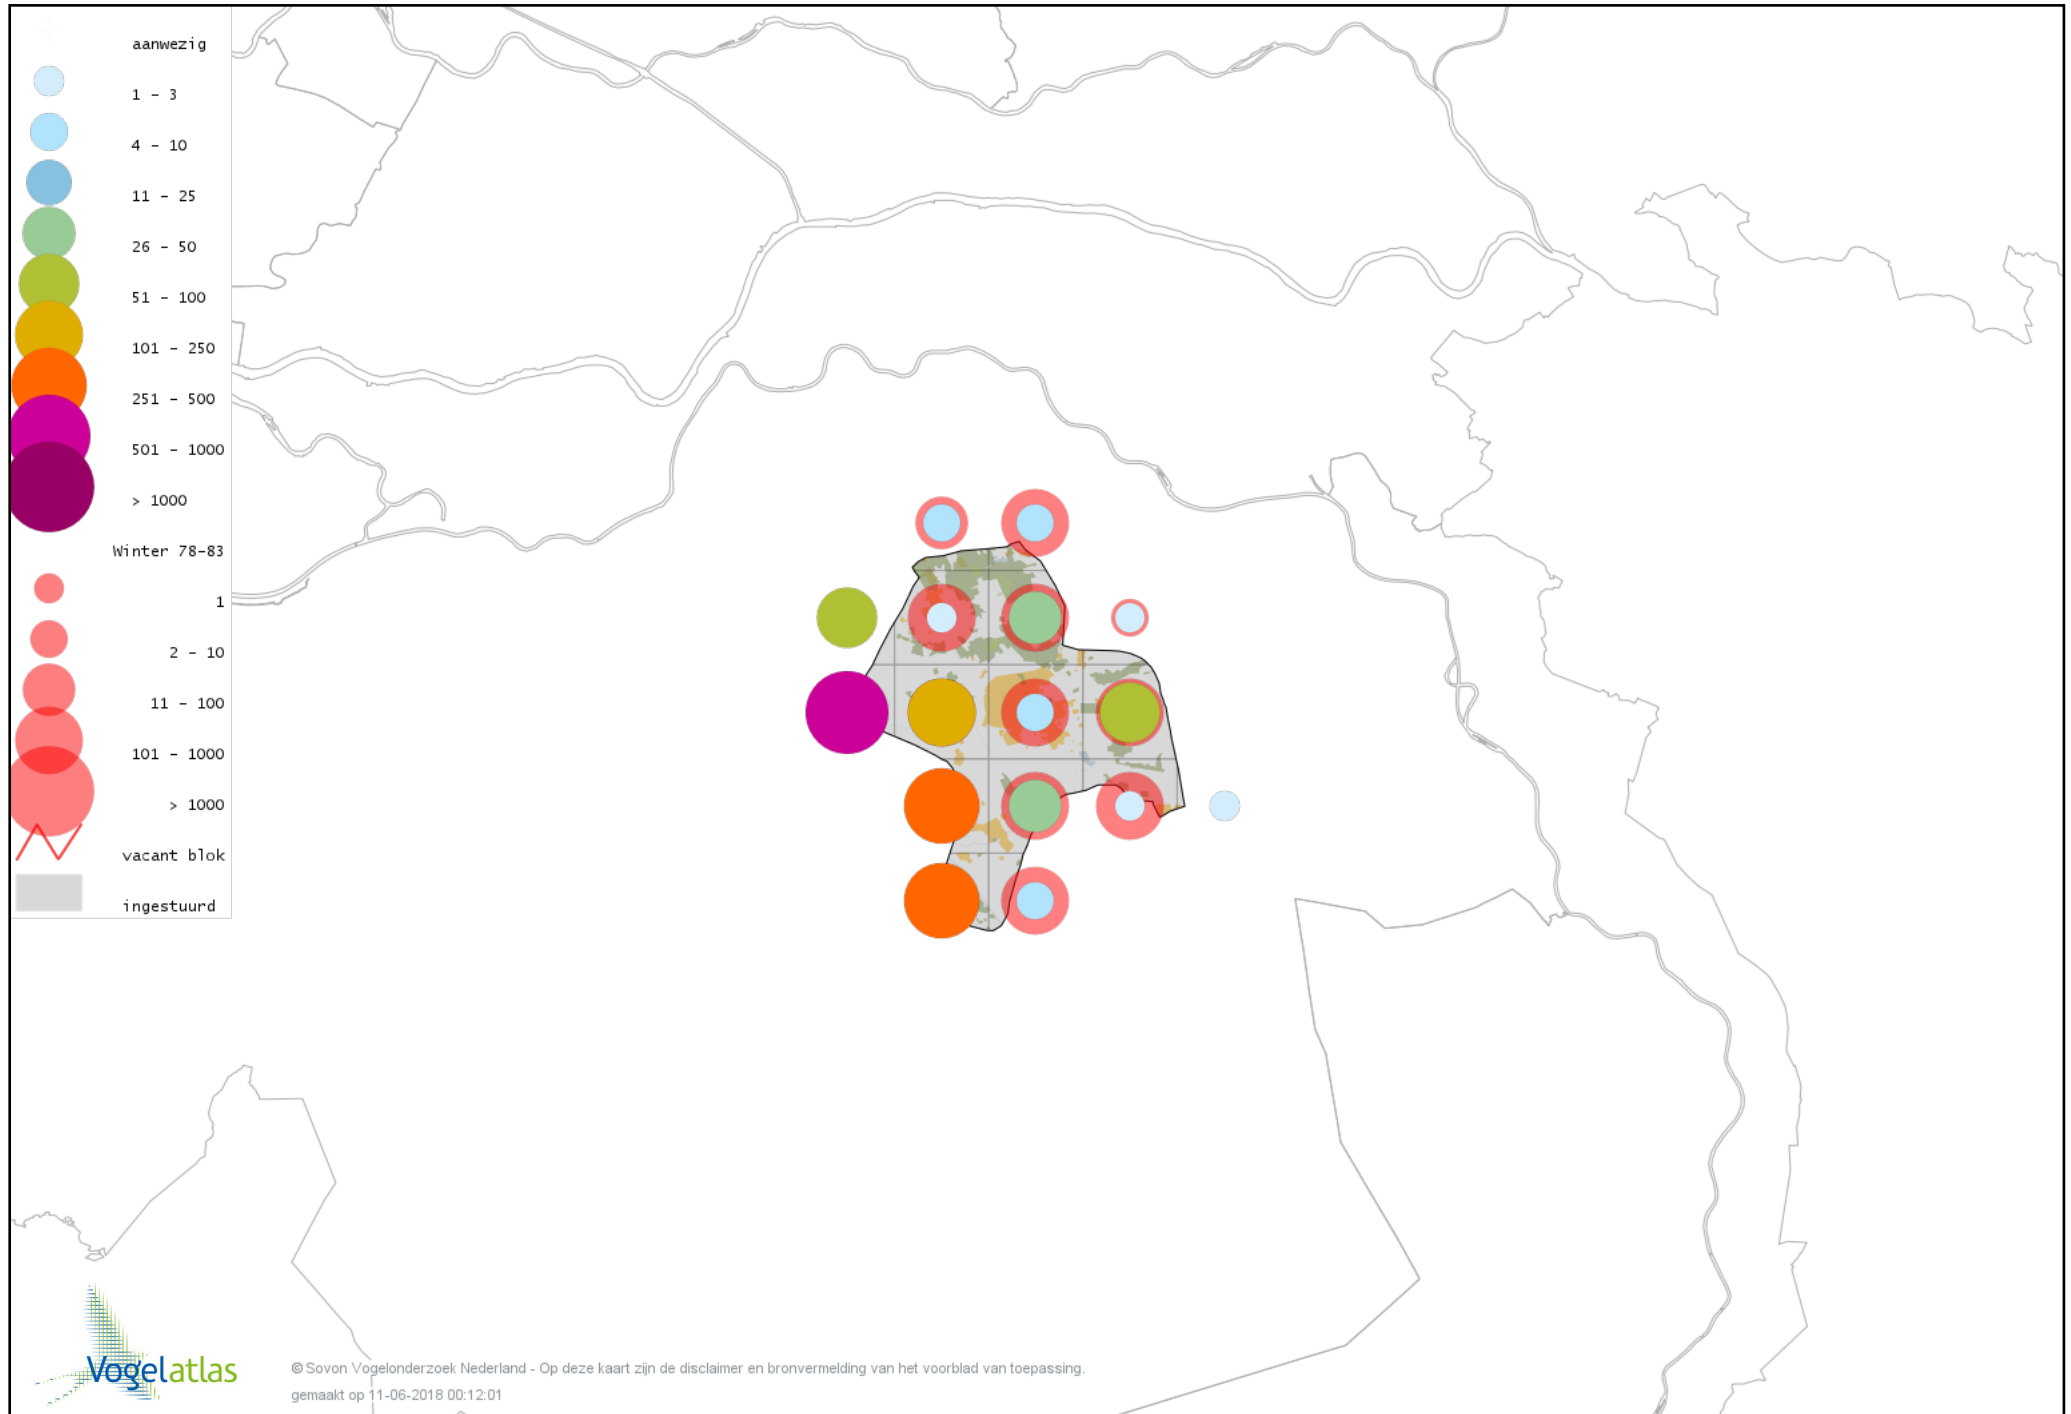 aanwezig
1 - 3
4 - 10
11 - 25
26 - 50
51 - 100
101 - 250
251 - 500
501 - 1000
> 1000
Winter 78-83
1
2 - 10
11 - 100
101 - 1000
> 1000
vacant blok
ingestuurd
Vogelatlas
© Sovon Vogelonderzoek Nederland - Op deze kaart zijn de disclaimer en bronvermelding van het voorblad van toepassing.
gemaakt op 11-06-2018 00:12:01